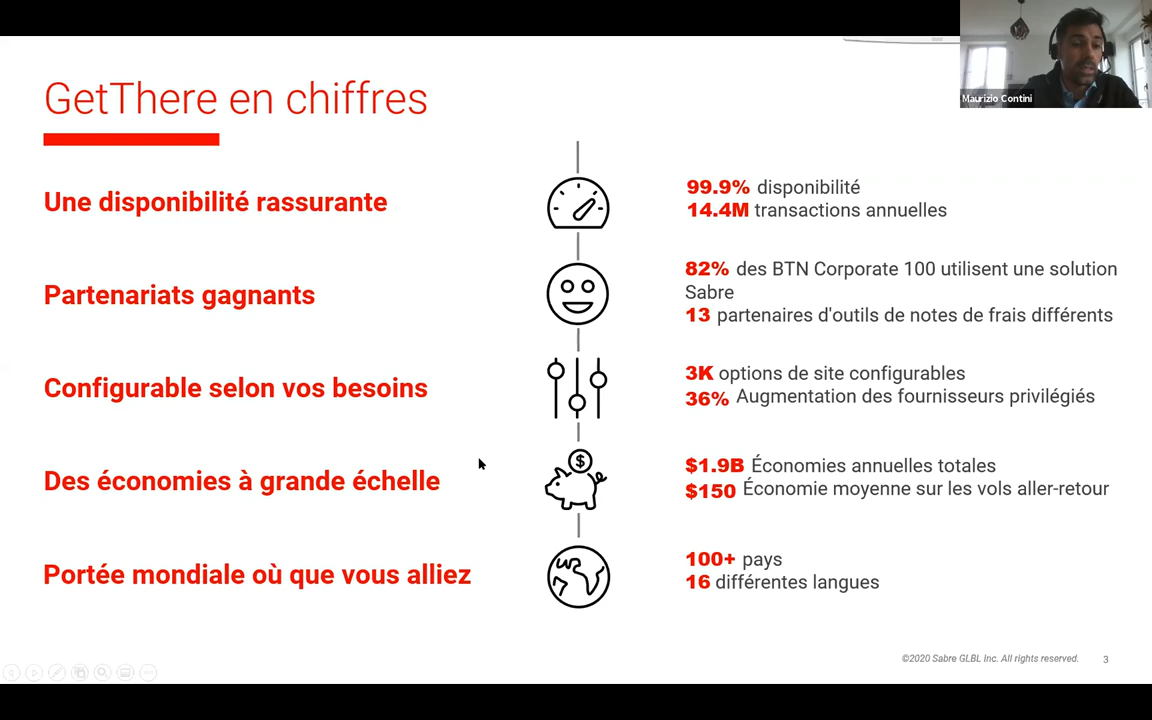 GetThere en chiffres
Maurizio Contini
Une disponibilité rassurante
99.9% disponibilité
14.4M transactions annuelles
Partenariats gagnants
82% des BTN Corporate 100 utilisent une solution
Sabre
13 partenaires d'outils de notes de frais différents
Configurable selon vos besoins
3K options de site configurables
36% Augmentation des fournisseurs privilégiés
Des économies à grande échelle
$
$1.9B Économies annuelles totales
$150 Économie moyenne sur les vols aller-retour
Portée mondiale où que vous alliez
100+ pays
16 différentes langues
©2020 Sabre GLBL Inc. All rights reserved. 3